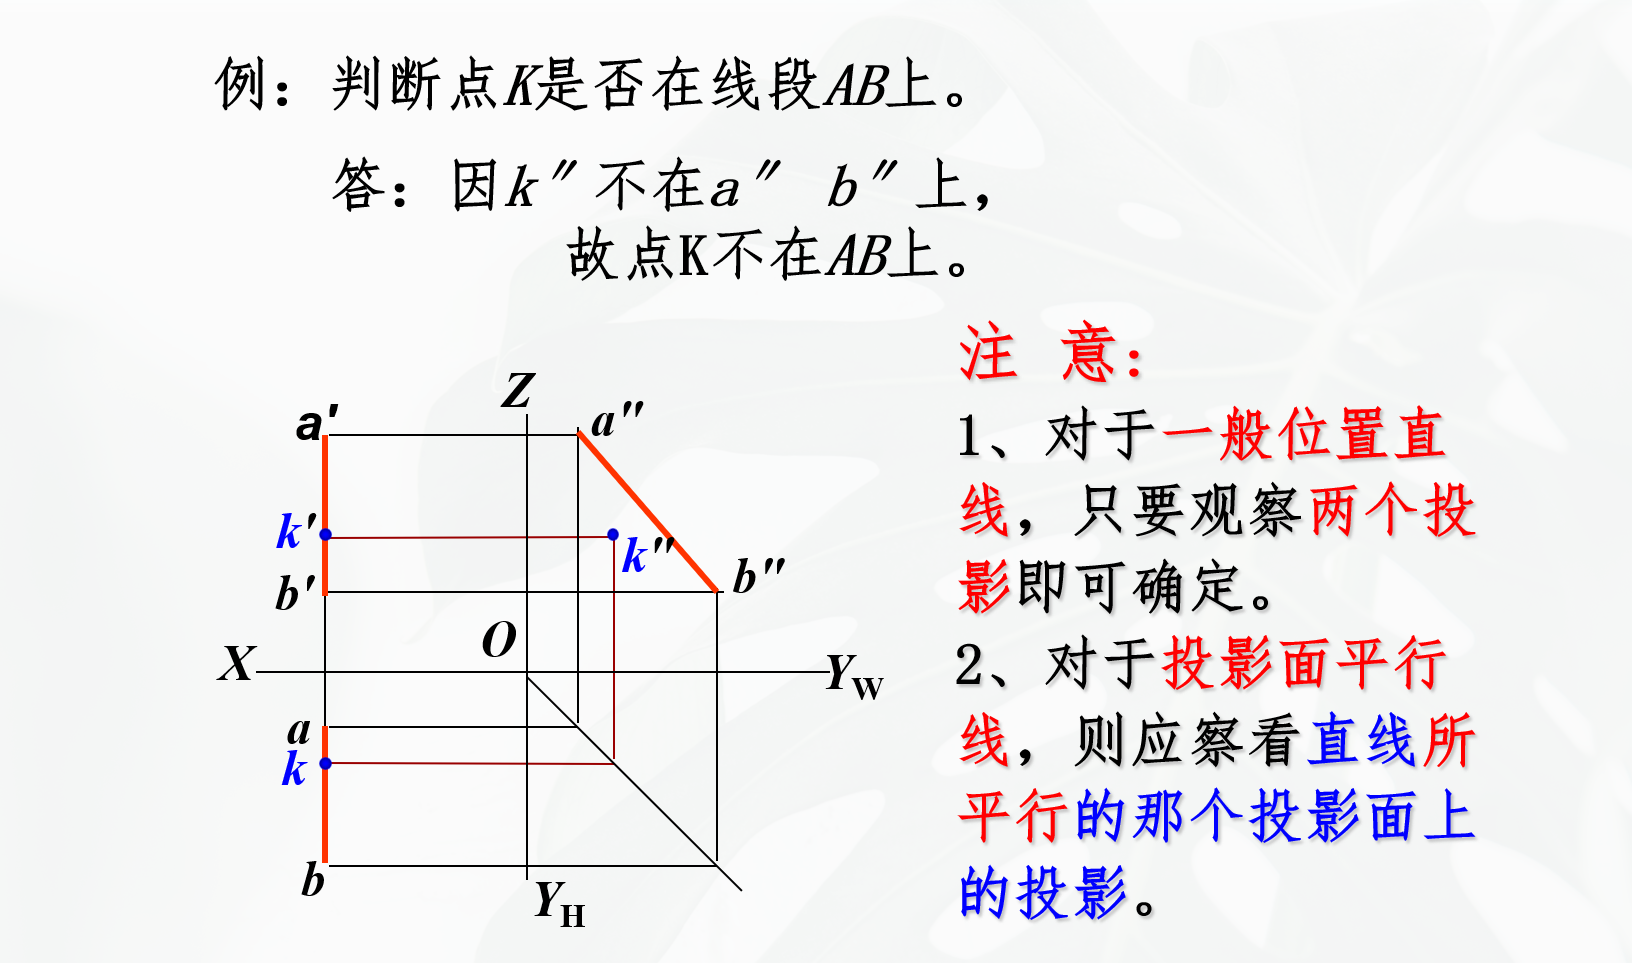 例：判断点K是否在线段AB上。
答：因k″不在a″ b″上，
故点K不在AB上。
注 意：
1、对于一般位置直
线，只要观察两个投
影即可确定。
2、对于投影面平行
线，则应察看直线所
平行的那个投影面上
的投影。
Z
a′
a″
k′
k″
b′
b″
O
X
YW
a
k
b
YH